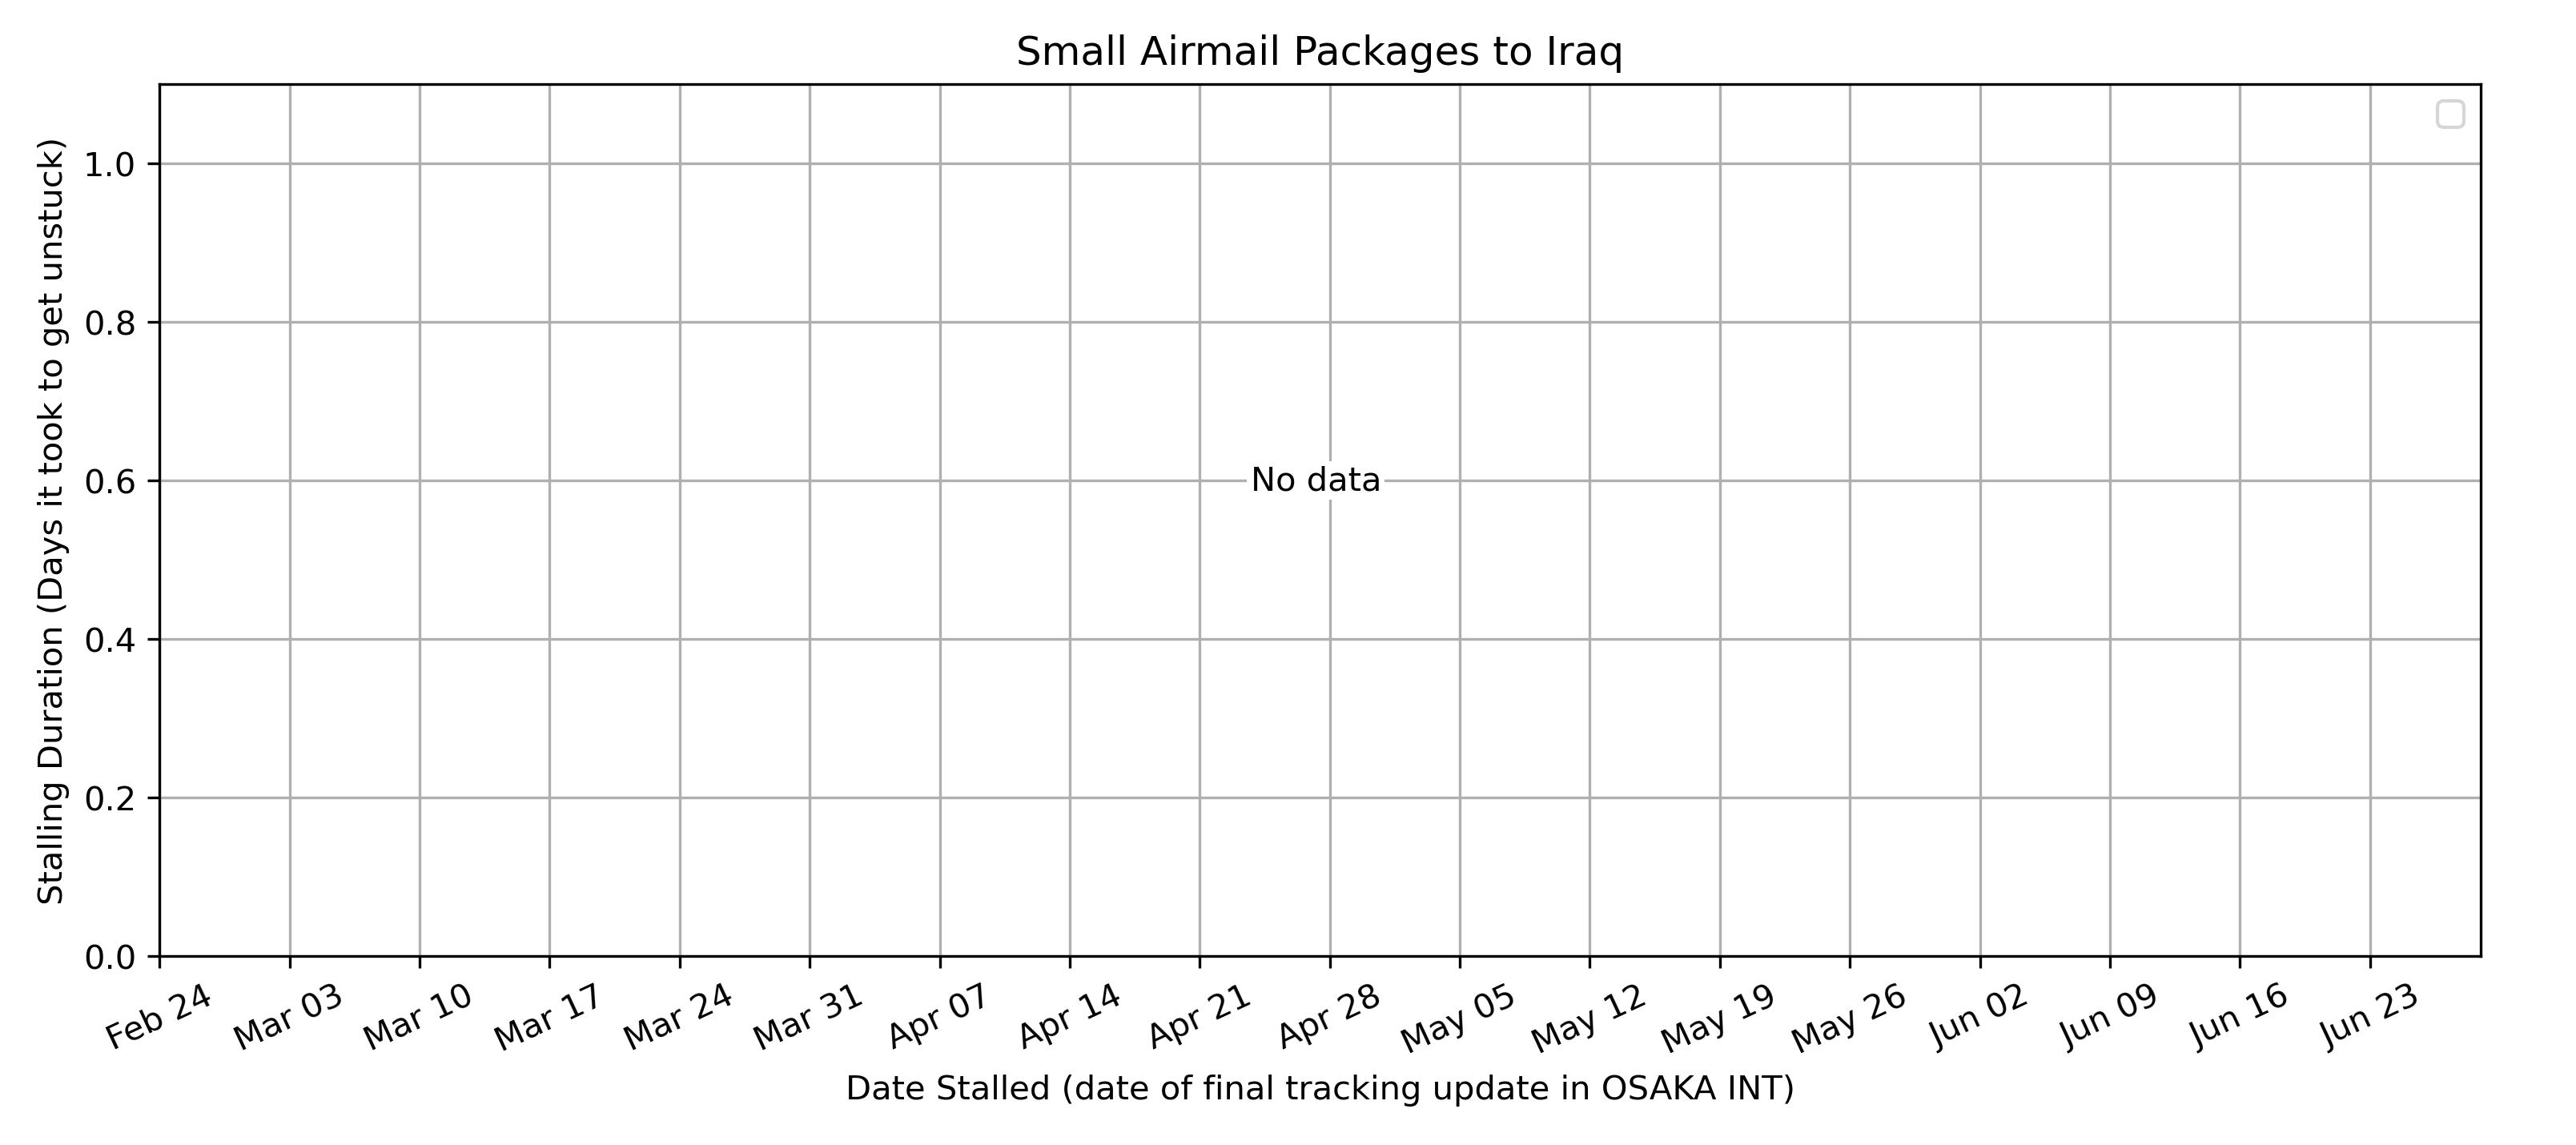 Small Airmail Packages to Iraq
Stalling Duration (Days it took to get unstuck)
1.0
0.8
0.6
0.4
0.2
0.0
No data
Feb 24
Mar 03
Mar 10
Mar 17
Mar 24
Mar 31
Apr 07
Apr 14
Apr 21
Apr 28
May 05
May 12
May 19
May 26
Jun 02
Jun 09
Jun 16
Jun 23
Date Stalled (date of final tracking update in OSAKA INT)